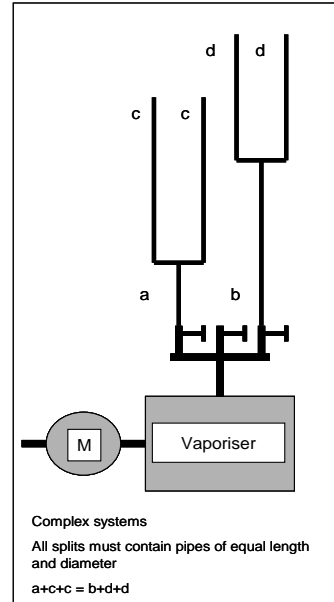 d d
c c
a b
M Vaporiser
Complex systems
All splits must contain pipes of equal length
and diameter
a+c+c = b+d+d